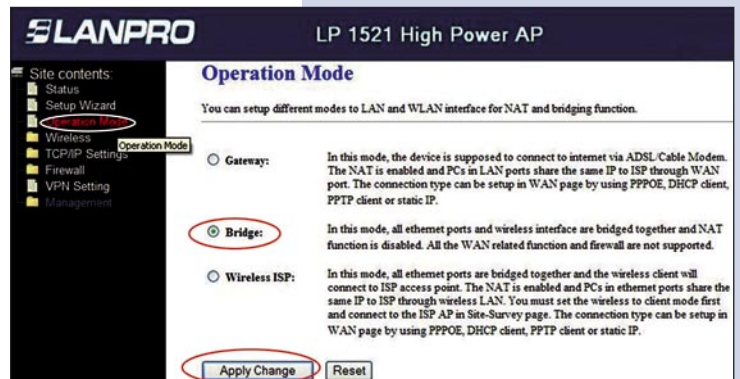 LANPRO
LP 1521 High Power AP
Site contents:
Status
Setup Wizard
Operation Mode
Wireless
TCP/IP Settings
Firewall
VPN Setting
Management
Operation Mode
Operation Mode
You can setup different modes to LAN and WLAN interface for NAT and bridging function.
Gateway:
In this mode, the device is supposed to connect to internet via ADSL/Cable Modem.
The NAT is enabled and PCs in LAN ports share the same IP to ISP through WAN
port. The connection type can be setup in WAN page by using PPPOE, DHCP client,
PPTP client or static IP.
Bridge:
In this mode, all ethernet ports and wireless interface are bridged together and NAT
function is disabled. All the WAN related function and firewall are not supported.
Wireless ISP:
In this mode, all ethernet ports are bridged together and the wireless client will
connect to ISP access point. The NAT is enabled and PCs in ethernet ports share the
same IP to ISP through wireless LAN. You must set the wireless to client mode first
and connect to the ISP AP in Site-Survey page. The connection type can be setup in
WAN page by using PPPOE, DHCP client, PPTP client or static IP.
Apply Change
Reset